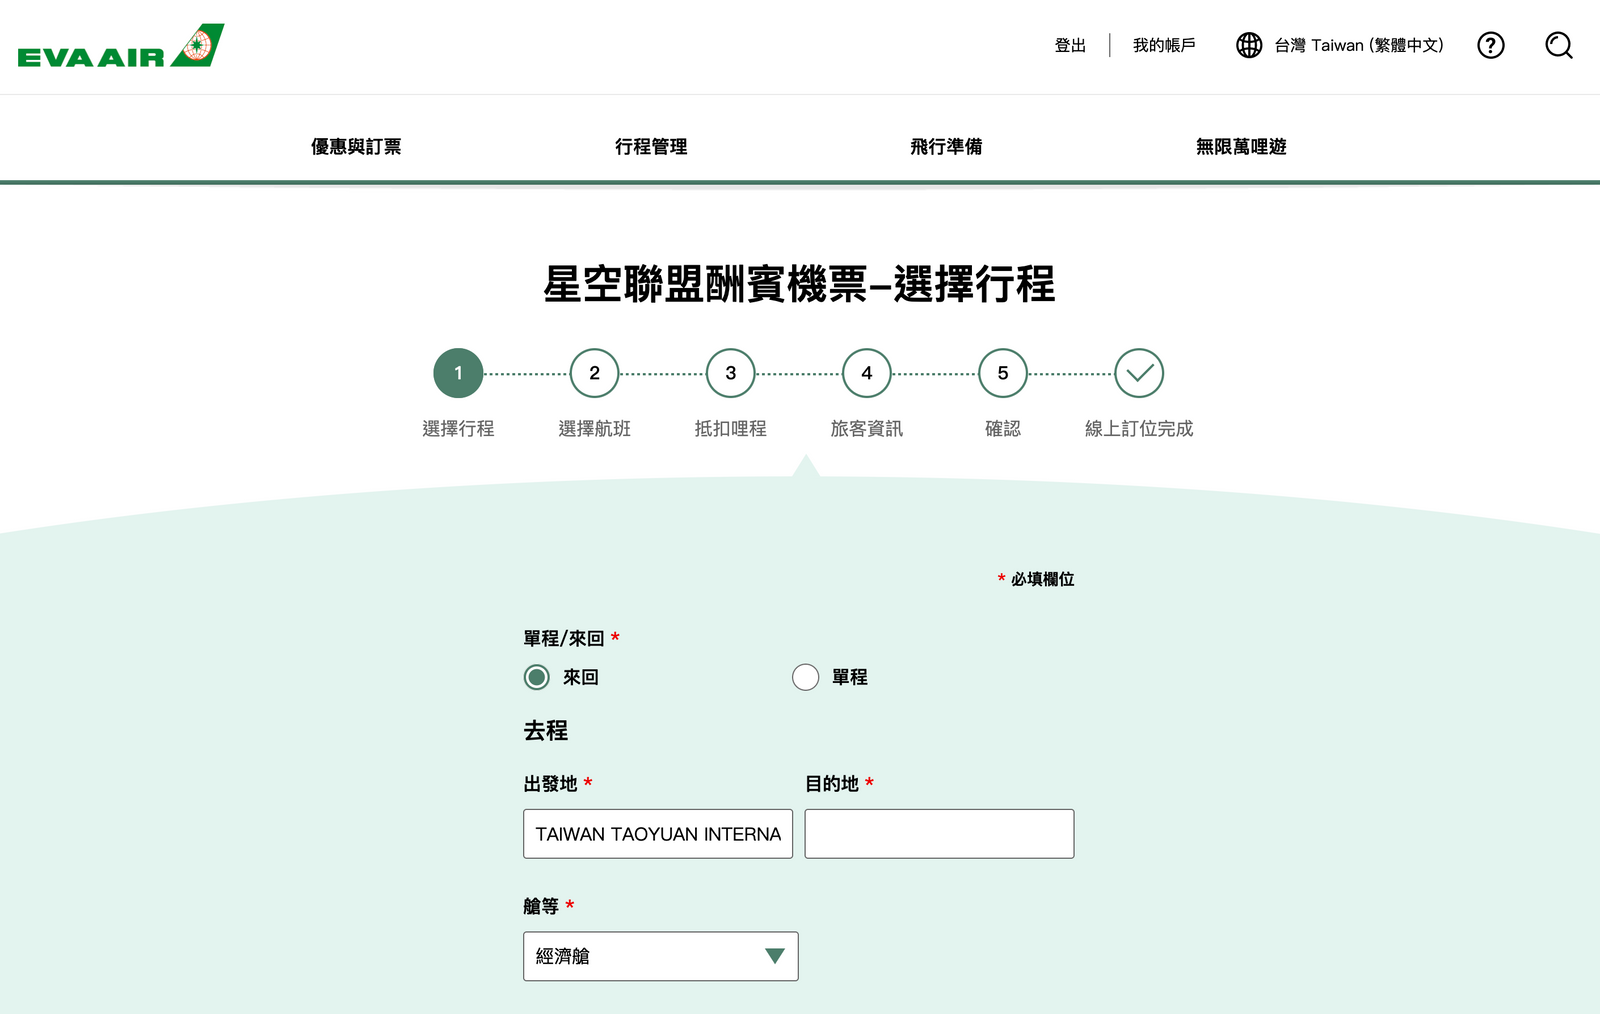 EVA AIR
登出
我的帳戶
台灣 Taiwan (繁體中文)
?
優惠與訂票
行程管理
飛行準備
無限萬哩遊
星空聯盟酬賓機票–選擇行程
1
2
3
4
5
選擇行程
選擇航班
抵扣哩程
旅客資訊
確認
線上訂位完成
* 必填欄位
單程/來回 *
來回
單程
去程
出發地 *
目的地 *
TAIWAN TAOYUAN INTERNA
艙等 *
經濟艙